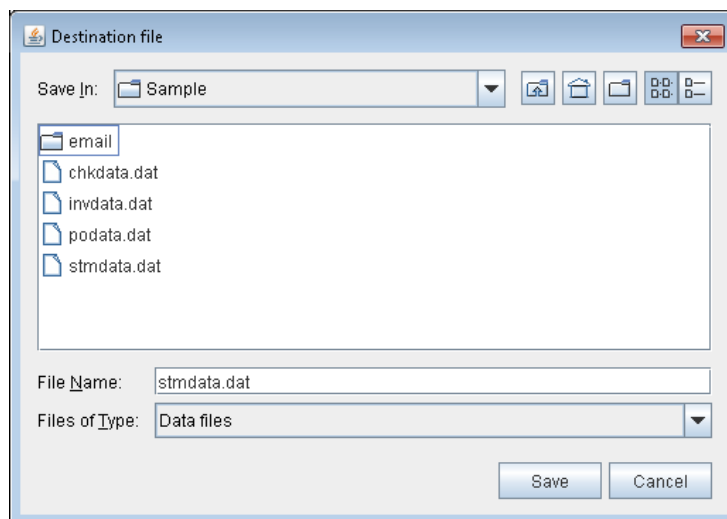 Destination file
Save In: Sample
email
chkdata.dat
invdata.dat
podata.dat
stmdata.dat
File Name: stmdata.dat
Files of Type: Data files
Save Cancel